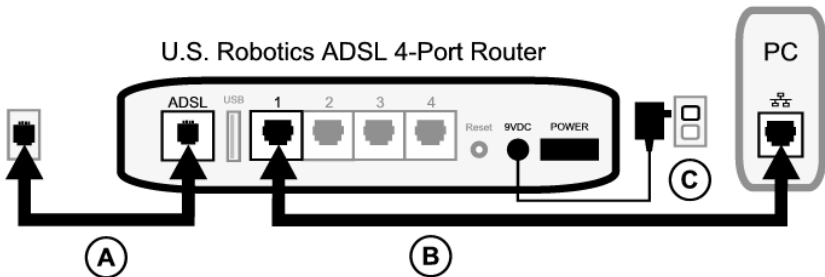 U.S. Robotics ADSL 4-Port Router
PC
ADSL
USB
1
2
3
4
Reset
9VDC
POWER
A
B
C